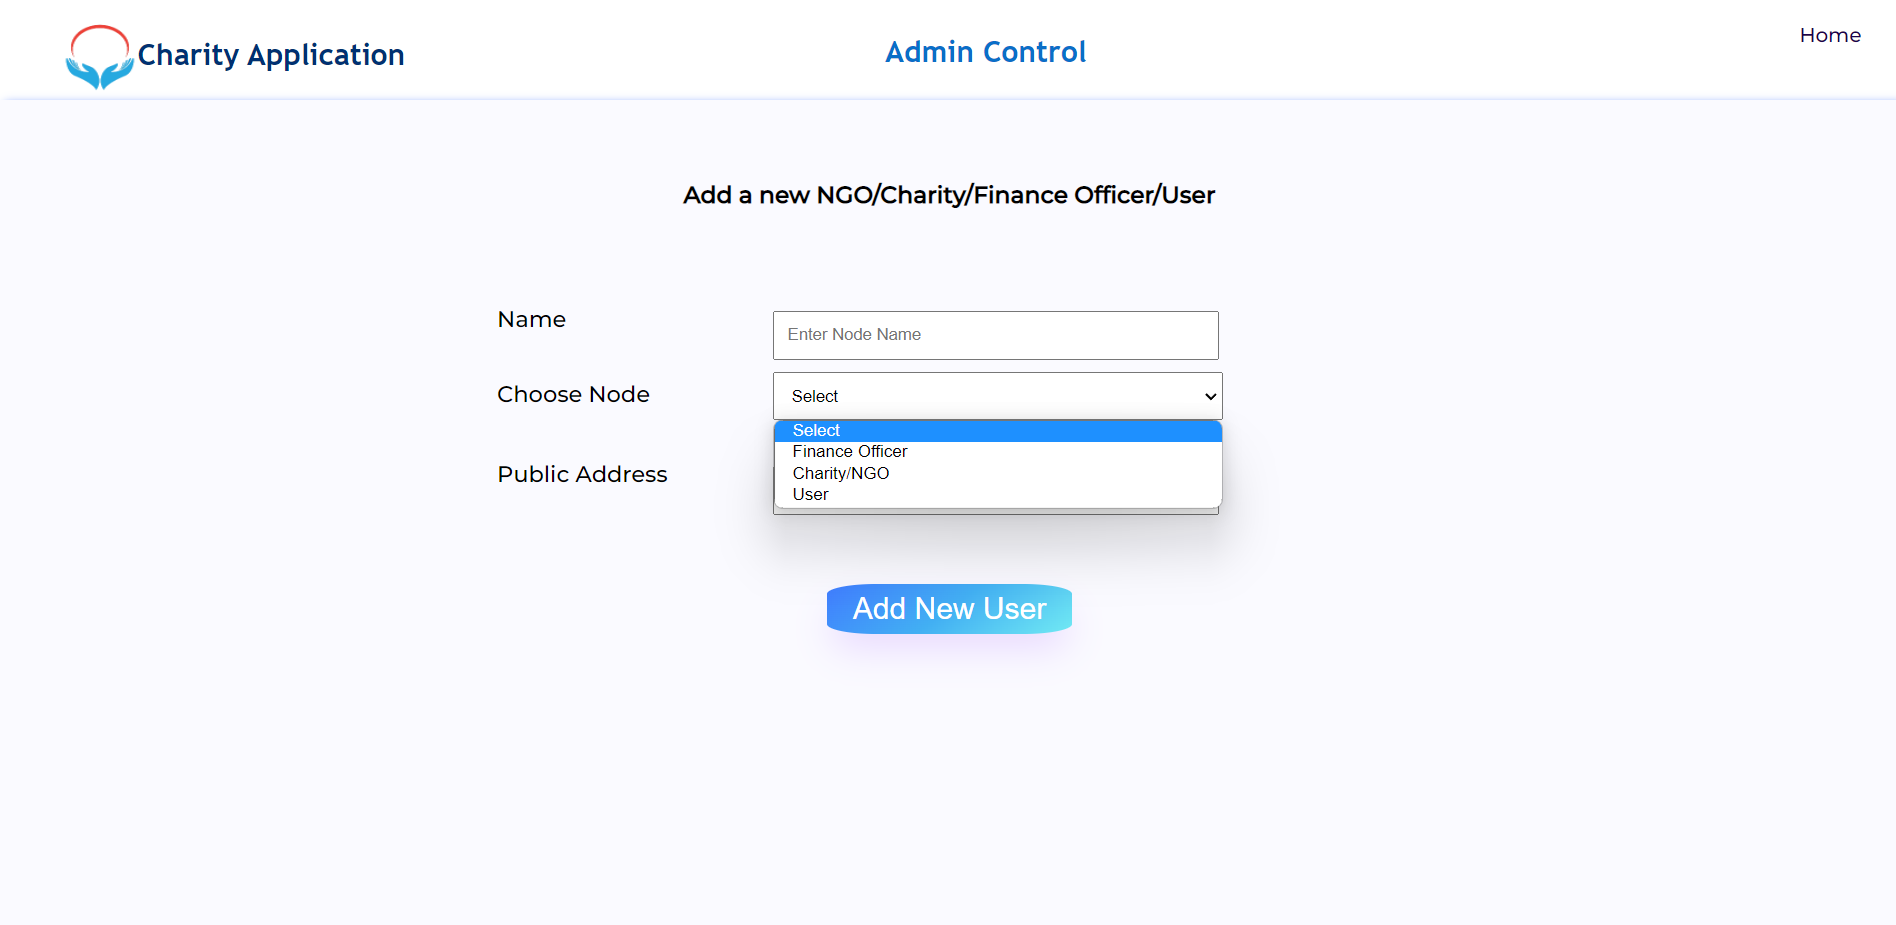 Charity Application
Admin Control
Home
Add a new NGO/Charity/Finance Officer/User
Name
Enter Node Name
Choose Node
Select
Select
Finance Officer
Charity/NGO
User
Public Address
Add New User